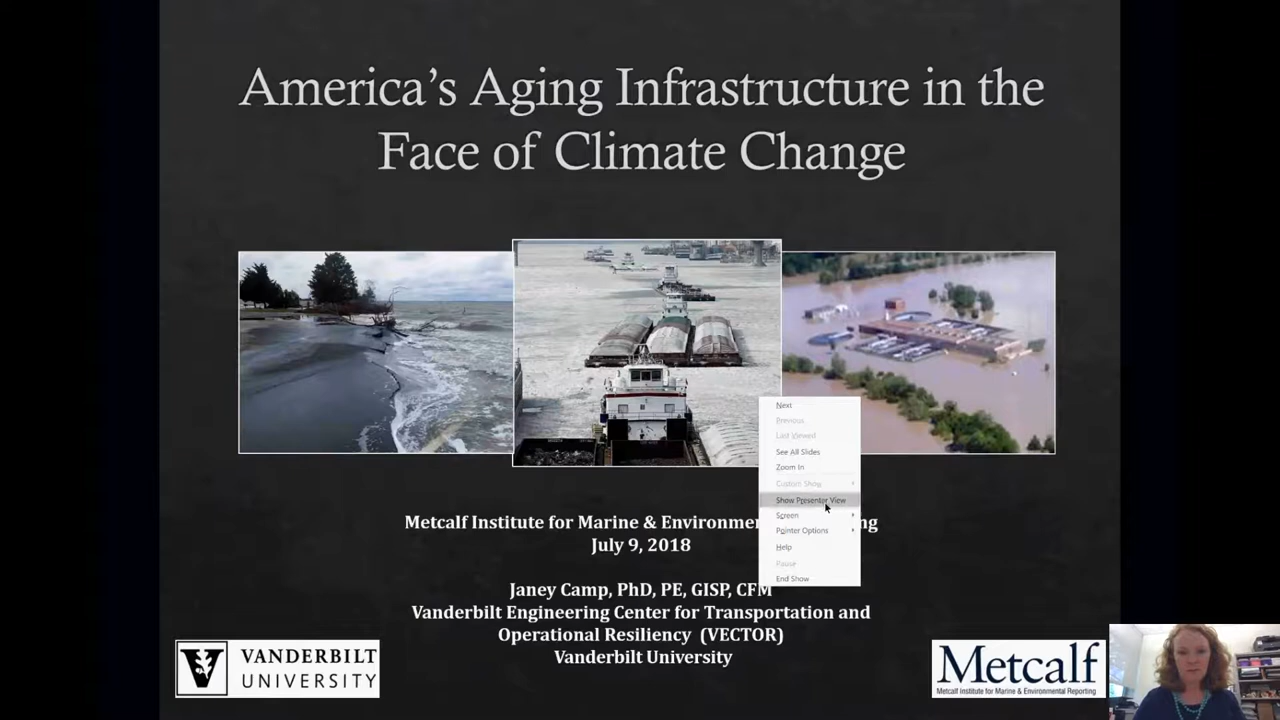 America's Aging Infrastructure in the
Face of Climate Change
Next
Previous
Last Viewed
See All Slides
Zoom In
Custom Show
Show Presenter View
Screen
Pointer Options
Help
Pause
End Show
Metcalf Institute for Marine & Environme ng
July 9, 2018
Janey Camp, PhD, PE, GISP, CFM
Vanderbilt Engineering Center for Transportation and
Operational Resiliency (VECTOR)
Vanderbilt University
V VANDERBILT
UNIVERSITY
Metcalf
Metcalf Institute for Marine & Environmental Reporting